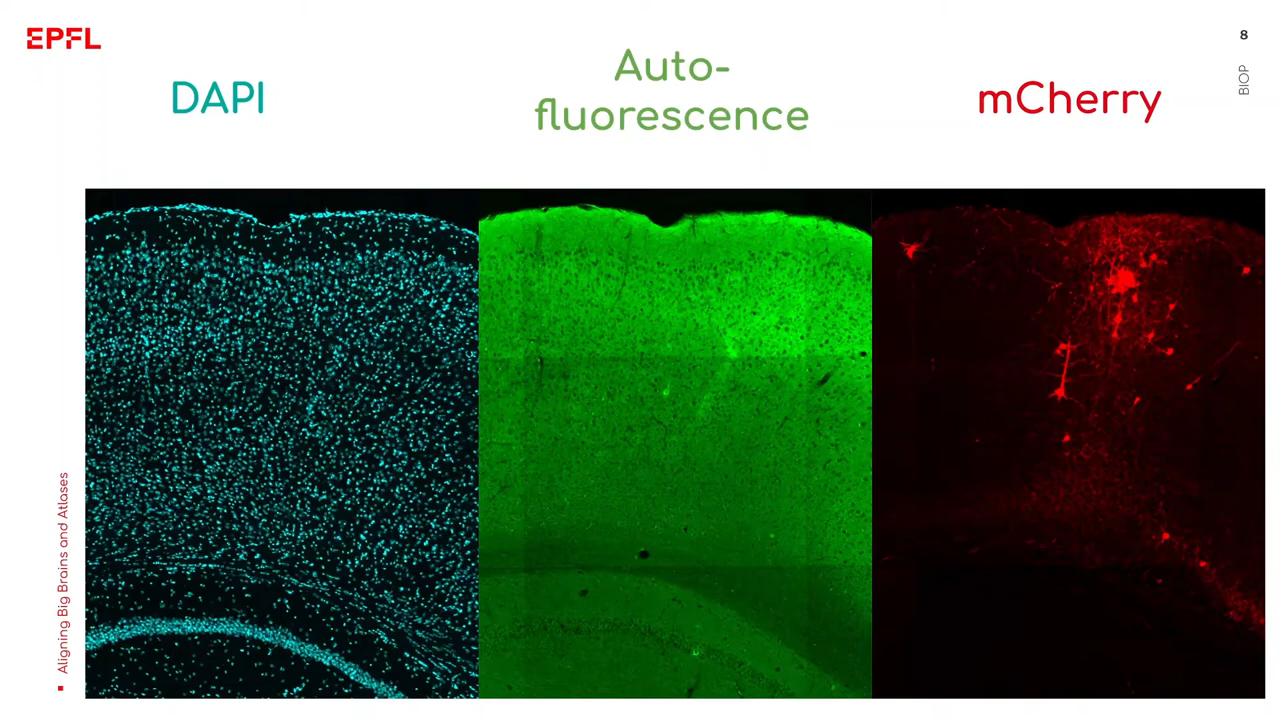 EPFL
8
BIOP
DAPI
Auto-
fluorescence
mCherry
Aligning Big Brains and Atlases